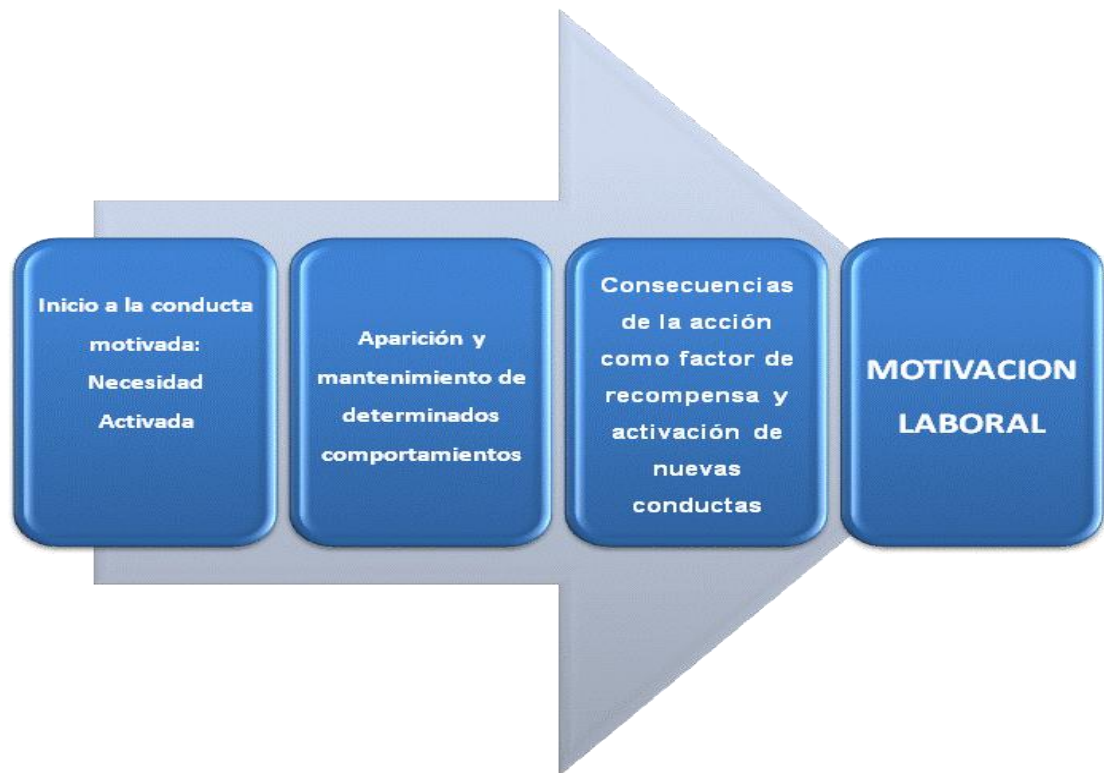 Inicio a la conducta
motivada:
Necesidad
Activada
Aparición y
mantenimiento de
determinados
comportamientos
Consecuencias
de la acción
como factor de
recompensa y
activación de
nuevas
conductas
MOTIVACION
LABORAL